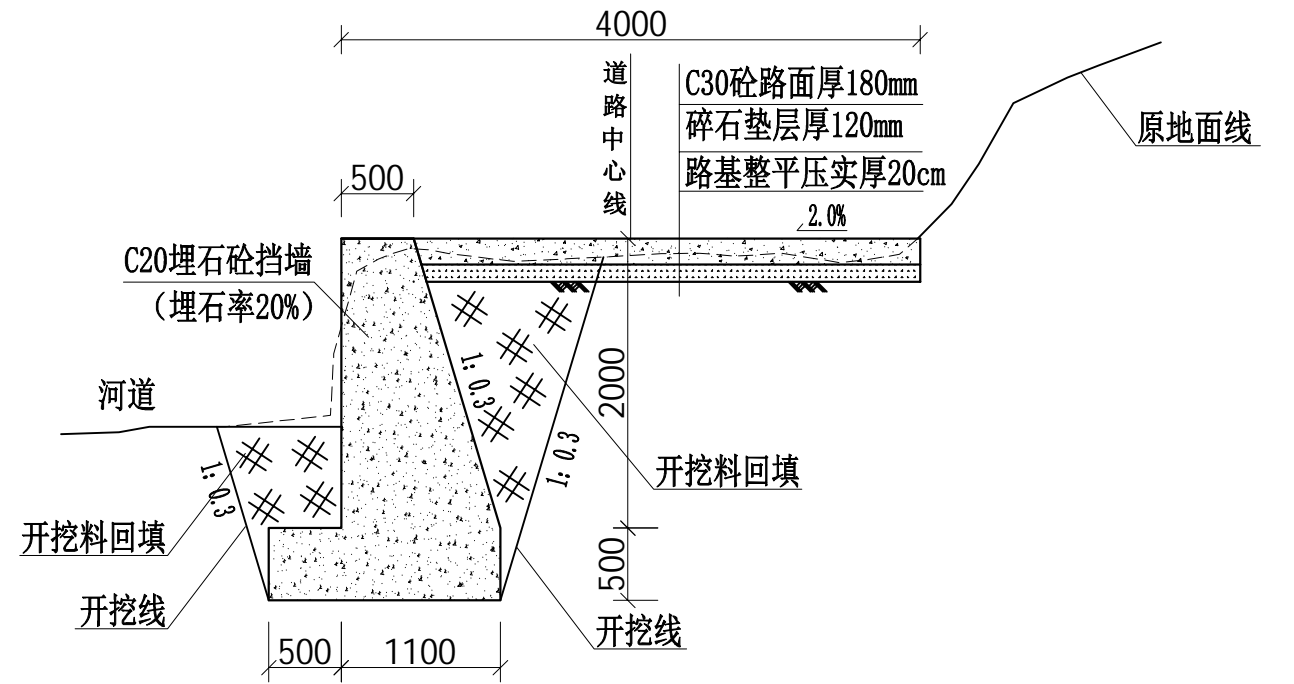 4000
道路中心线
C30砼路面厚180mm
碎石垫层厚120mm
路基整平压实厚20cm
原地面线
500
2.0%
C20埋石砼挡墙
（埋石率20%）
河道
1:0.3
2000
1:0.3
1:0.3
开挖料回填
开挖料回填
500
开挖线
开挖线
500
1100